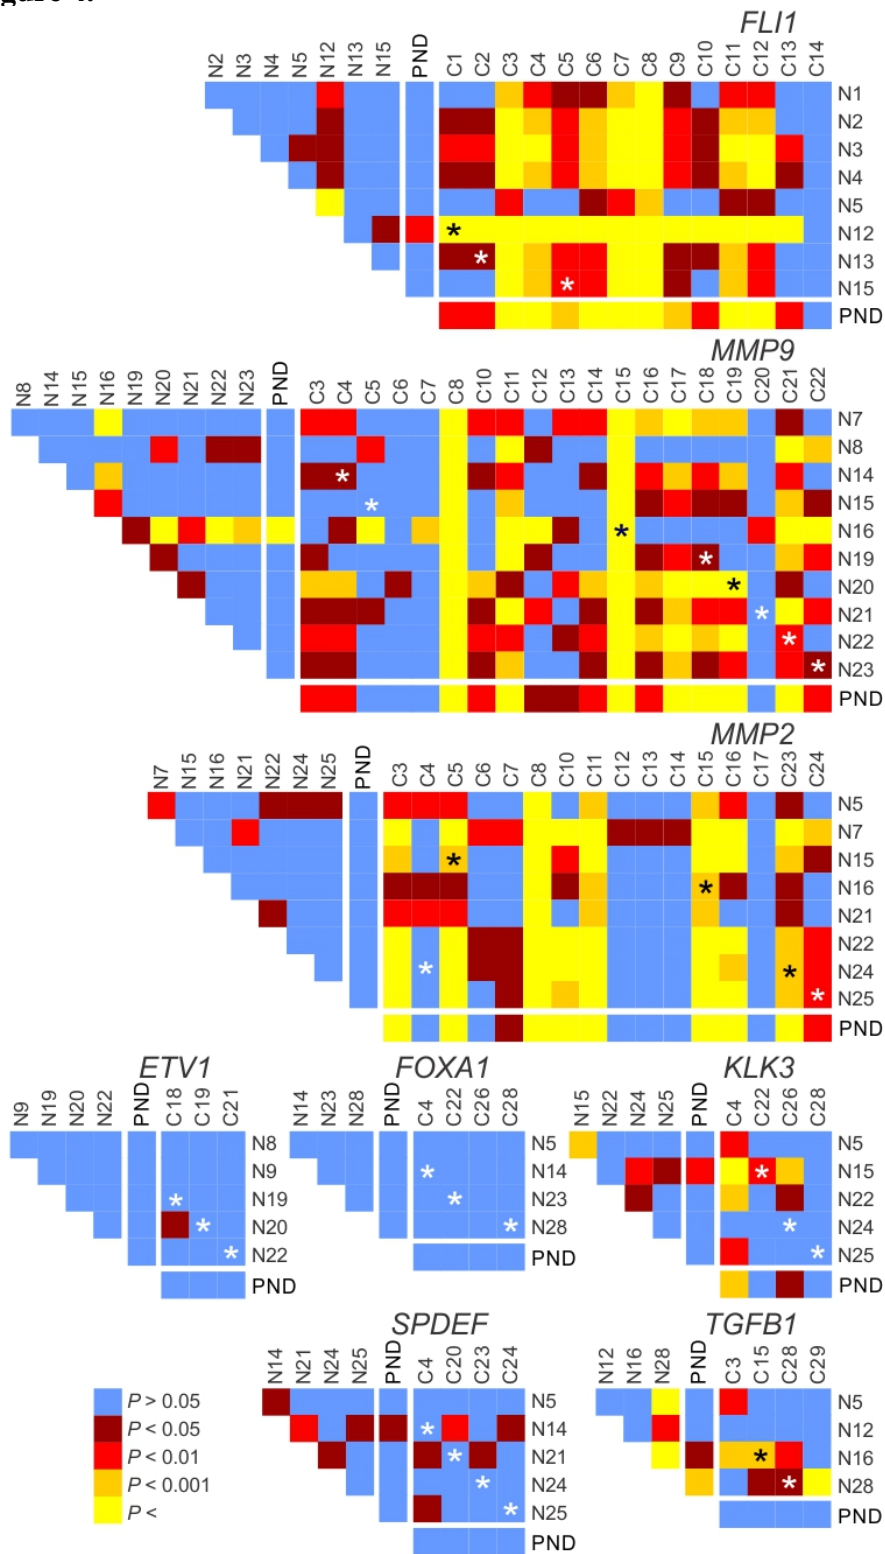 FLI1
N2 N3 N4 N5 N12 N13 N15 PND C1 C2 C3 C4 C5 C6 C7 C8 C9 C10 C11 C12 C13 C14
N1
N2
N3
N4
N5
* N12
* N13
* N15
PND
MMP9
N8 N14 N15 N16 N19 N20 N21 N22 N23 PND C3 C4 C5 C6 C7 C8 C10 C11 C12 C13 C14 C15 C16 C17 C18 C19 C20 C21 C22
N7
N8
* N14
* N15
* N16
* N19
* N20
* N21
* N22
* N23
PND
MMP2
N7 N15 N16 N21 N22 N24 N25 PND C3 C4 C5 C6 C7 C8 C10 C11 C12 C13 C14 C15 C16 C17 C23 C24
N5
N7
* N15
* N16
N21
N22
* * N24
* N25
PND
ETV1
N9 N19 N20 N22 PND C18 C19 C21
N8
N9
* N19
* N20
* N22
PND
FOXA1
N14 N23 N28 PND C4 C22 C26 C28
N5
* N14
* N23
* N28
PND
KLK3
N15 N22 N24 N25 PND C4 C22 C26 C28
N5
* N15
N22
* N24
* N25
PND
SPDEF
N14 N21 N24 N25 PND C4 C20 C23 C24
N5
* N14
* N21
* N24
* N25
PND
TGFB1
N12 N16 N28 PND C3 C15 C28 C29
N5
N12
* N16
* N28
PND
P > 0.05
P < 0.05
P < 0.01
P < 0.001
P <